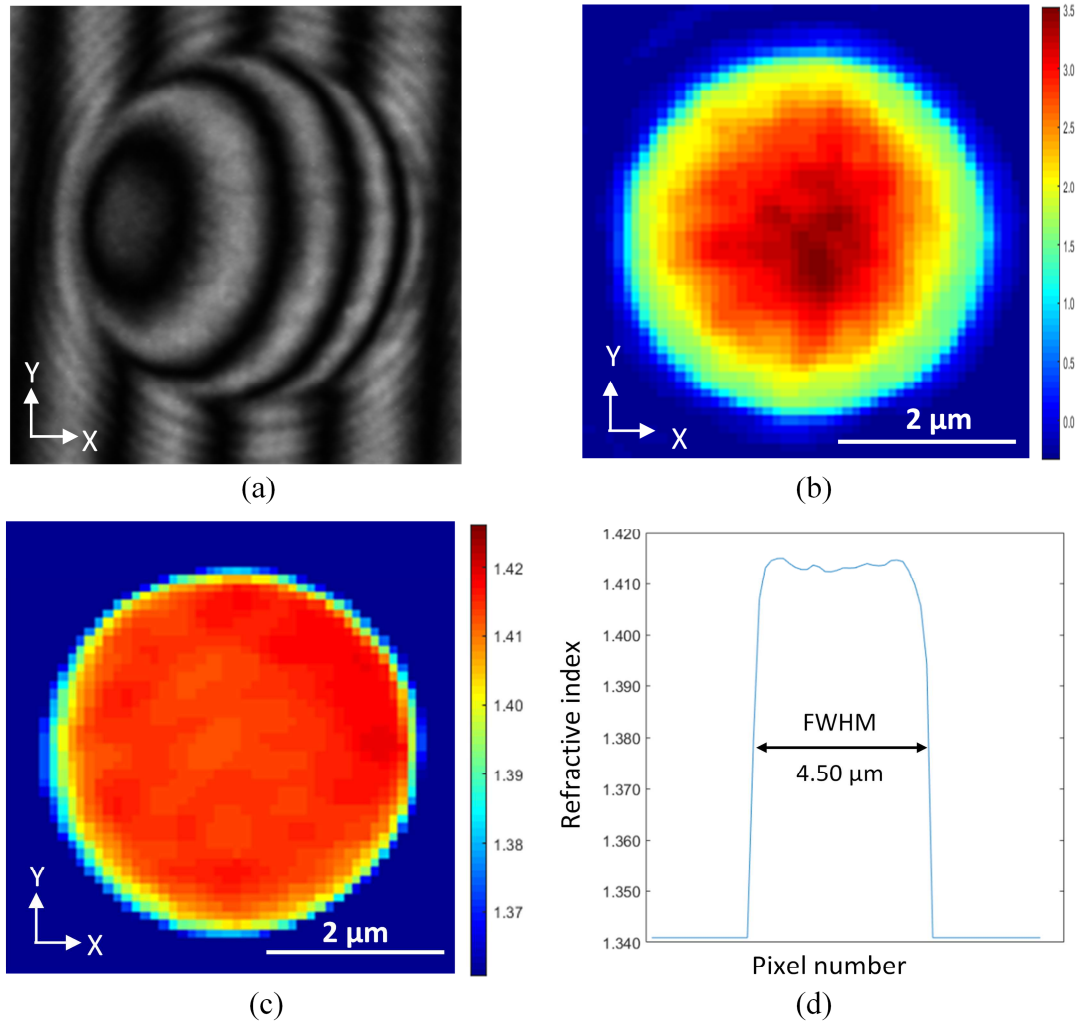 Y
X
(a)
3.5
3.0
2.5
2.0
1.5
1.0
0.5
0.0
Y
X
2 µm
(b)
1.42
1.41
1.40
1.39
1.38
1.37
Y
X
2 µm
(c)
1.420
1.410
1.400
1.390
1.380
1.370
1.360
1.350
1.340
Refractive index
FWHM
4.50 µm
Pixel number
(d)